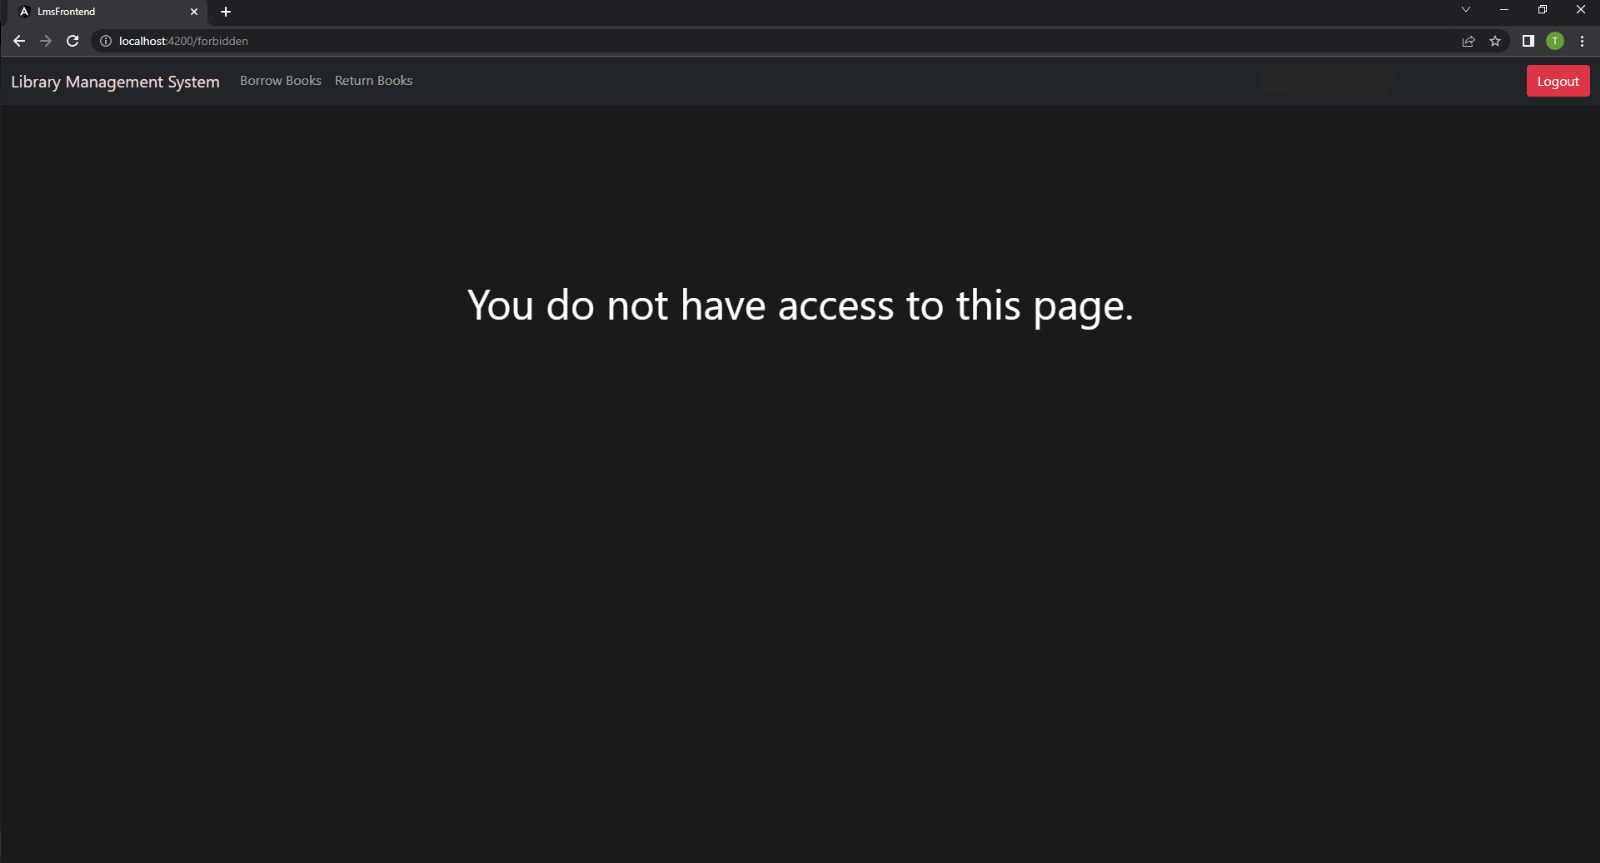 LmsFrontend
localhost:4200/forbidden
T
Library Management System Borrow Books Return Books Logout
You do not have access to this page.